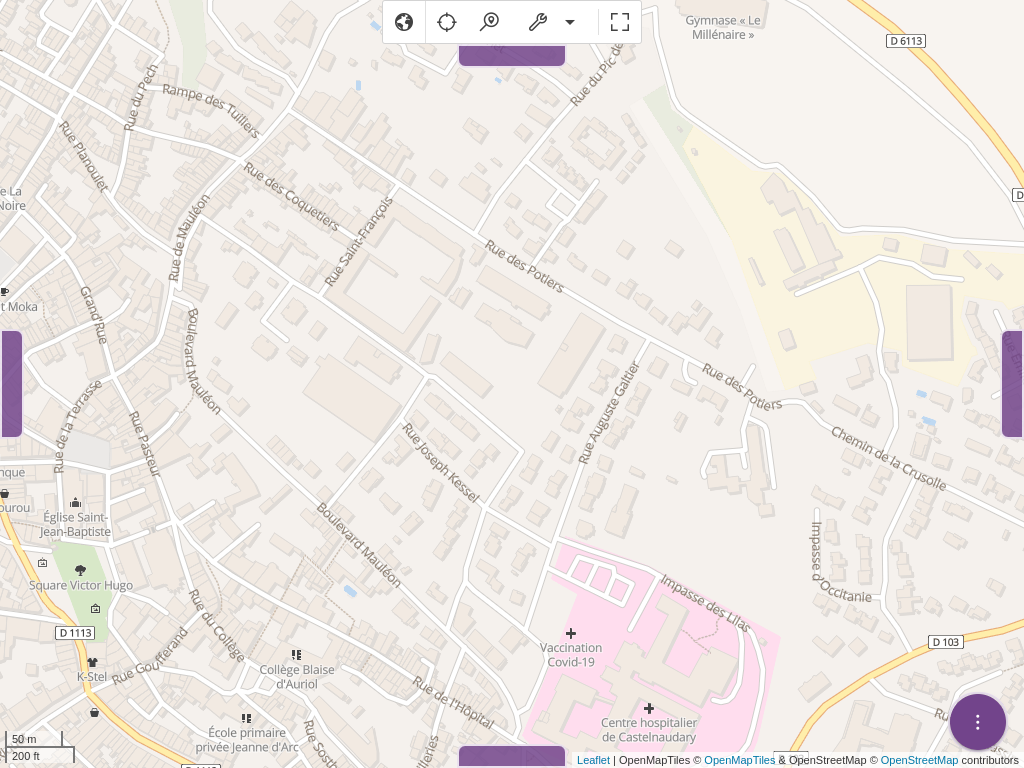 Gymnase « Le
Millénaire »
D 6113
Rue du Pech
Rampe des Tulliers
Rue du Pic de
Rue Planoulet
Rue des Coquetiers
e La
Noire
Rue de Mauléon
Rue Saint-François
Rue des Potiers
t Moka
Grand'Rue
Boulevard Mauléon
Rue Auguste Galtier
Rue des Potiers
Rue de la Terrasse
Rue Pasteur
Rue Joseph Kessel
Chemin de la Crusolle
nque
ourou
Église Saint-
Jean-Baptiste
Boulevard Mauléon
Impasse d'Occitanie
Square Victor Hugo
Impasse des Lilas
Rue du Collège
D 1113
Rue Goufferand
D 103
Vaccination
Covid-19
K-Stel
Collège Blaise
d'Auriol
Rue de l'Hôpital
Centre hospitalier
de Castelnaudary
École primaire
privée Jeanne d'Arc
50 m
200 ft
Leaflet | OpenMapTiles © OpenMapTiles & OpenStreetMap © OpenStreetMap contributors